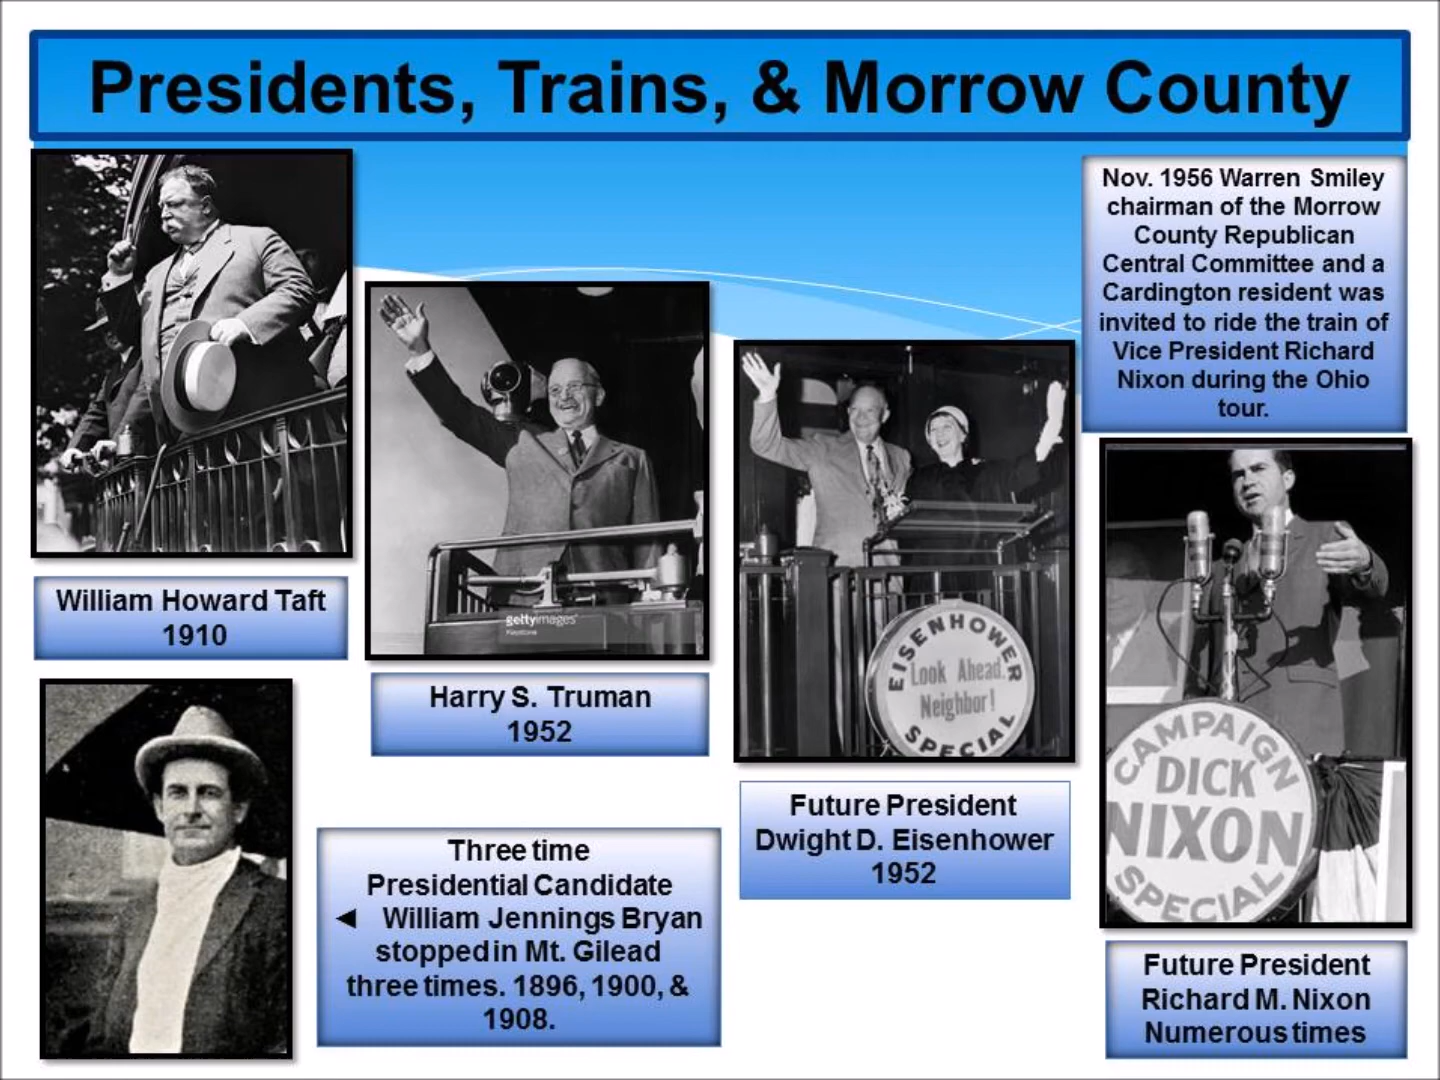 Presidents, Trains, & Morrow County
Nov. 1956 Warren Smiley
chairman of the Morrow
County Republican
Central Committee and a
Cardington resident was
invited to ride the train of
Vice President Richard
Nixon during the Ohio
tour.
William Howard Taft
1910
gettyimages
Keystone
Harry S. Truman
1952
EISENHOWER
Look Ahead,
Neighbor!
SPECIAL
Future President
Dwight D. Eisenhower
1952
CAMPAIGN
DICK
NIXON
SPECIAL
Future President
Richard M. Nixon
Numerous times
Three time
Presidential Candidate
◄ William Jennings Bryan
stopped in Mt. Gilead
three times. 1896, 1900, &
1908.